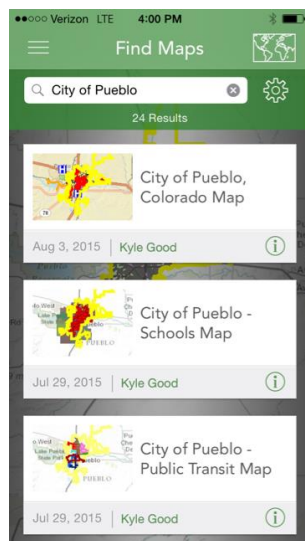 Verizon LTE 4:00 PM
Find Maps
City of Pueblo
24 Results
City of Pueblo,
Colorado Map
Aug 3, 2015 | Kyle Good
City of Pueblo -
Schools Map
PUEBLO
Jul 29, 2015 | Kyle Good
City of Pueblo -
Public Transit Map
PUEBLO
Jul 29, 2015 | Kyle Good